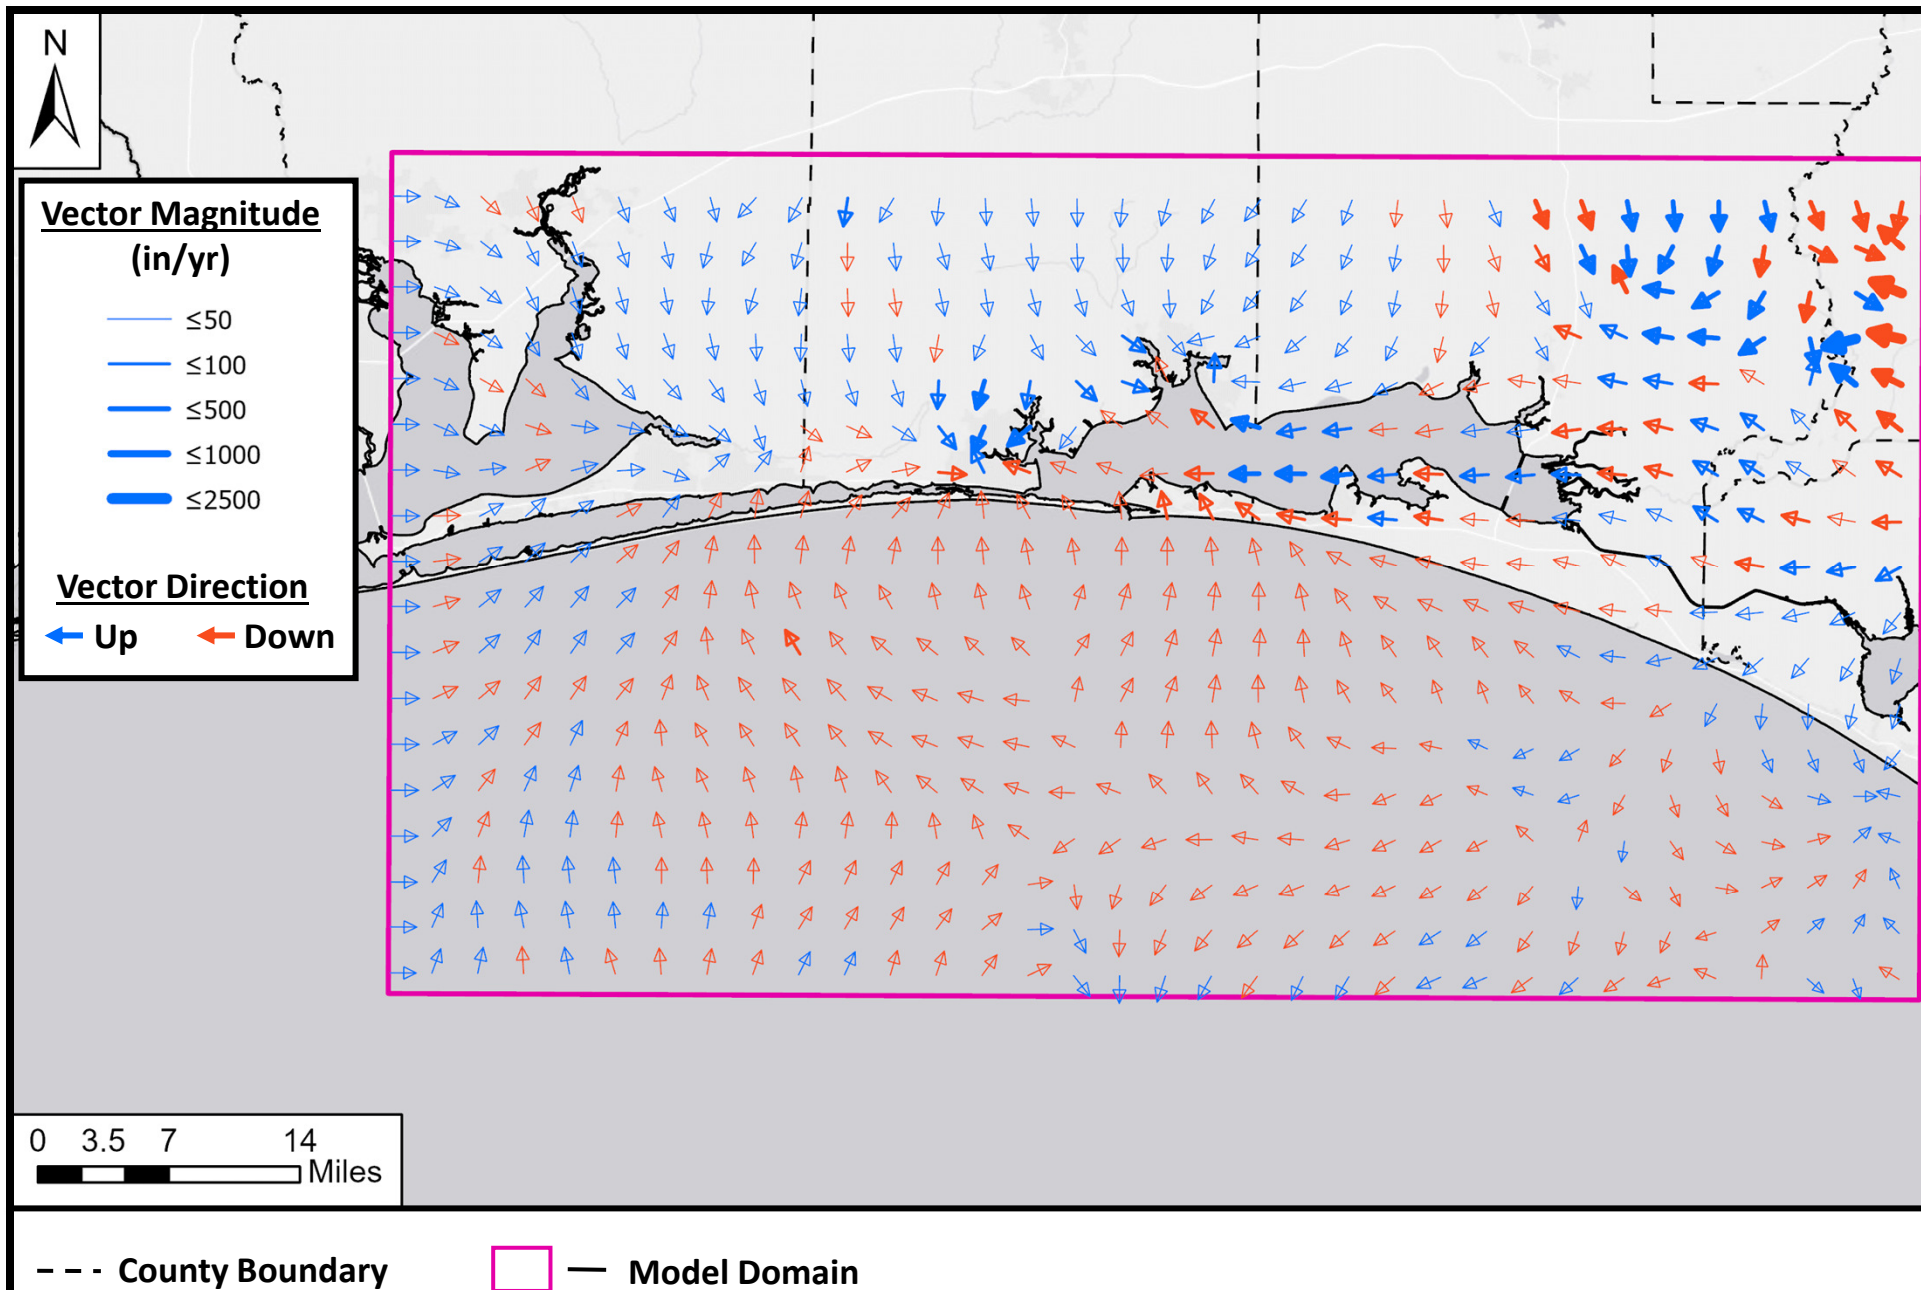 N
Vector Magnitude
(in/yr)
≤50
≤100
≤500
≤1000
≤2500
Vector Direction
Up Down
0 3.5 7 14
Miles
County Boundary Model Domain